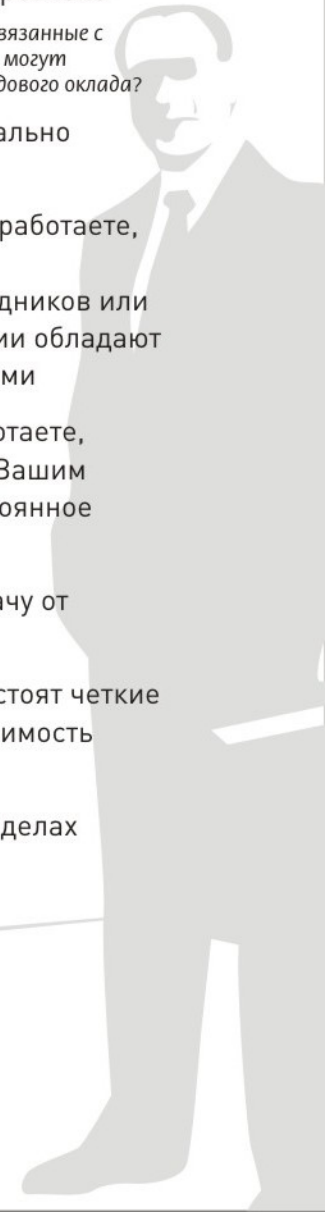 вязанные с
могут
дового оклада?
ально
работаете,
дников или
ии обладают
ми
отаете,
Вашим
оянное
ачу от
стоят четкие
имость
делах